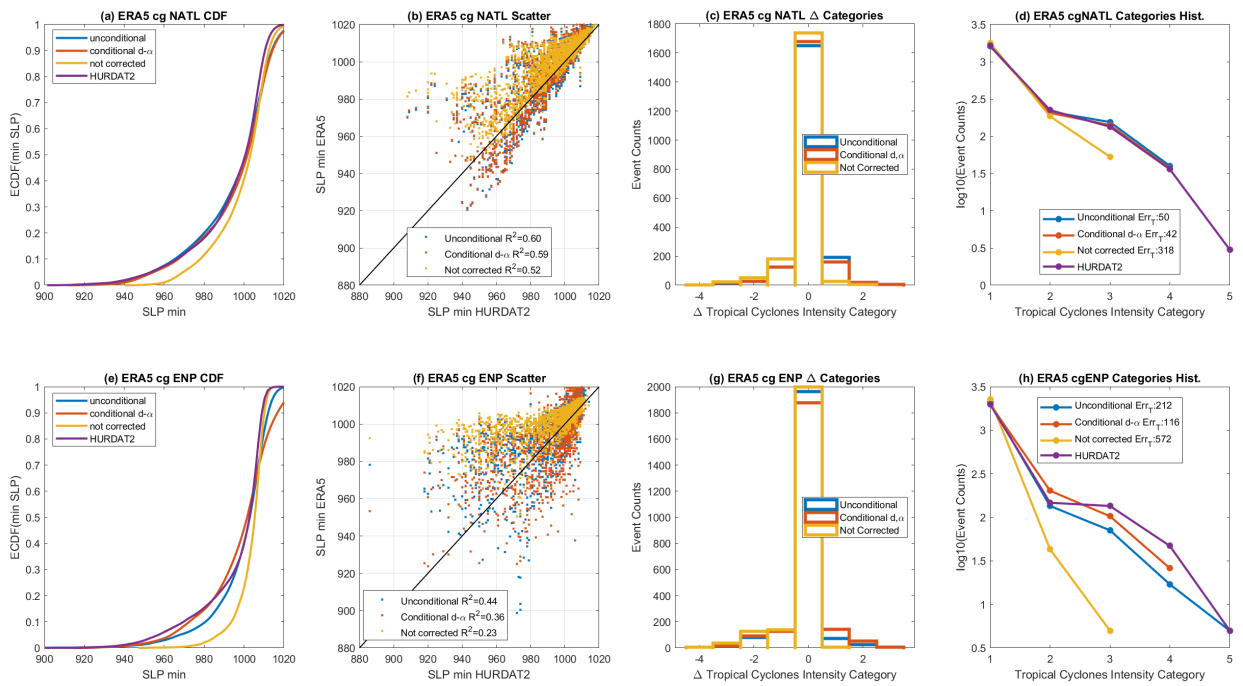 (a) ERA5 cg NATL CDF
1
0.9
0.8
0.7
0.6
0.5
0.4
0.3
0.2
0.1
0
ECDF(min SLP)
unconditional
conditional d-α
not corrected
HURDAT2
900 920 940 960 980 1000 1020
SLP min
(b) ERA5 cg NATL Scatter
1020
1000
980
960
940
920
900
880
SLP min ERA5
Unconditional R²=0.60
Conditional d-α R²=0.59
Not corrected R²=0.52
880 900 920 940 960 980 1000 1020
SLP min HURDAT2
(c) ERA5 cg NATL Δ Categories
1800
1600
1400
1200
1000
800
600
400
200
0
Event Counts
Unconditional
Conditional d,α
Not Corrected
-4 -2 0 2 4
Δ Tropical Cyclones Intensity Category
(d) ERA5 cgNATL Categories Hist.
3.5
3
2.5
2
1.5
1
0.5
0
log10(Event Counts)
Unconditional Err_T:50
Conditional d-α Err_T:42
Not corrected Err_T:318
HURDAT2
1 2 3 4 5
Tropical Cyclones Intensity Category
(e) ERA5 cg ENP CDF
1
0.9
0.8
0.7
0.6
0.5
0.4
0.3
0.2
0.1
0
ECDF(min SLP)
unconditional
conditional d-α
not corrected
HURDAT2
900 920 940 960 980 1000 1020
SLP min
(f) ERA5 cg ENP Scatter
1020
1000
980
960
940
920
900
880
SLP min ERA5
Unconditional R²=0.44
Conditional d-α R²=0.36
Not corrected R²=0.23
880 900 920 940 960 980 1000 1020
SLP min HURDAT2
(g) ERA5 cg ENP Δ Categories
2000
1800
1600
1400
1200
1000
800
600
400
200
0
Event Counts
Unconditional
Conditional d,α
Not Corrected
-4 -2 0 2 4
Δ Tropical Cyclones Intensity Category
(h) ERA5 cgENP Categories Hist.
3.5
3
2.5
2
1.5
1
0.5
log10(Event Counts)
Unconditional Err_T:212
Conditional d-α Err_T:116
Not corrected Err_T:572
HURDAT2
1 2 3 4 5
Tropical Cyclones Intensity Category